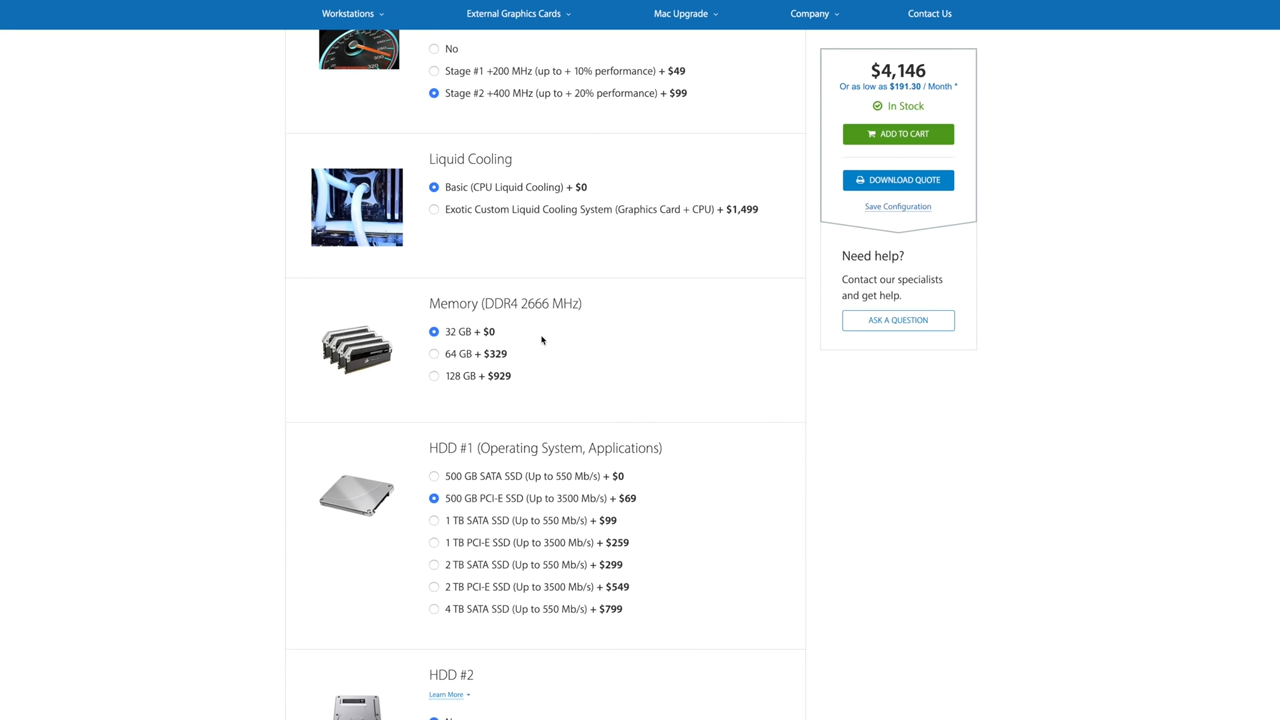 Workstations
External Graphics Cards
Mac Upgrade
Company
Contact Us
No
Stage #1 +200 MHz (up to + 10% performance) + $49
Stage #2 +400 MHz (up to + 20% performance) + $99
Liquid Cooling
Basic (CPU Liquid Cooling) + $0
Exotic Custom Liquid Cooling System (Graphics Card + CPU) + $1,499
Memory (DDR4 2666 MHz)
32 GB + $0
64 GB + $329
128 GB + $929
HDD #1 (Operating System, Applications)
500 GB SATA SSD (Up to 550 Mb/s) + $0
500 GB PCI-E SSD (Up to 3500 Mb/s) + $69
1 TB SATA SSD (Up to 550 Mb/s) + $99
1 TB PCI-E SSD (Up to 3500 Mb/s) + $259
2 TB SATA SSD (Up to 550 Mb/s) + $299
2 TB PCI-E SSD (Up to 3500 Mb/s) + $549
4 TB SATA SSD (Up to 550 Mb/s) + $799
HDD #2
Learn More
$4,146
Or as low as $191.30 / Month *
In Stock
ADD TO CART
DOWNLOAD QUOTE
Save Configuration
Need help?
Contact our specialists
and get help.
ASK A QUESTION